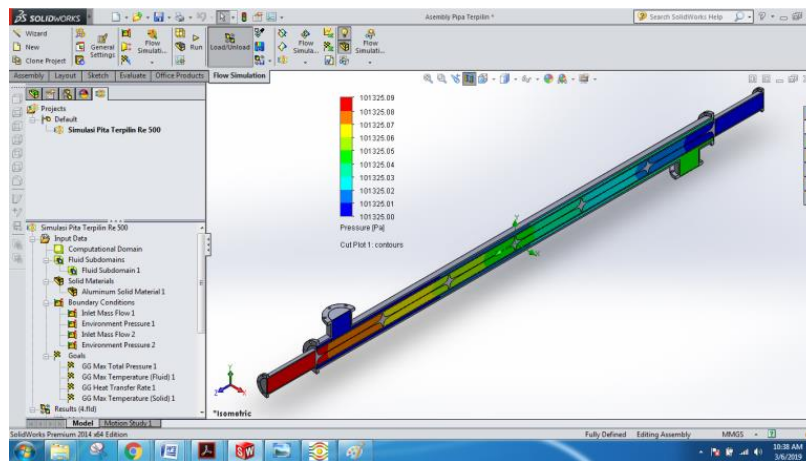 SOLIDWORKS
Asembly Pipa Terpilin *
Search SolidWorks Help
Wizard
New
Clone Project
General Settings
Flow Simulati...
Run
Load/Unload
Flow Simula...
Flow Simulati...
Assembly Layout Sketch Evaluate Office Products Flow Simulation
Projects
Default
Simulasi Pita Terpilin Re 500
101325.09
101325.08
101325.07
101325.06
101325.05
101325.04
101325.03
101325.02
101325.01
101325.00
Pressure [Pa]
Cut Plot 1: contours
Simulasi Pita Terpilin Re 500
Input Data
Computational Domain
Fluid Subdomains
Fluid Subdomain 1
Solid Materials
Aluminum Solid Material 1
Boundary Conditions
Inlet Mass Flow 1
Environment Pressure 1
Inlet Mass Flow 2
Environment Pressure 2
Goals
GG Max Total Pressure 1
GG Max Temperature (Fluid) 1
GG Heat Transfer Rate 1
GG Max Temperature (Solid) 1
Results (4.fld)
*Isometric
Model Motion Study 1
SolidWorks Premium 2014 x64 Edition
Fully Defined Editing Assembly MMGS
10:38 AM
3/6/2019